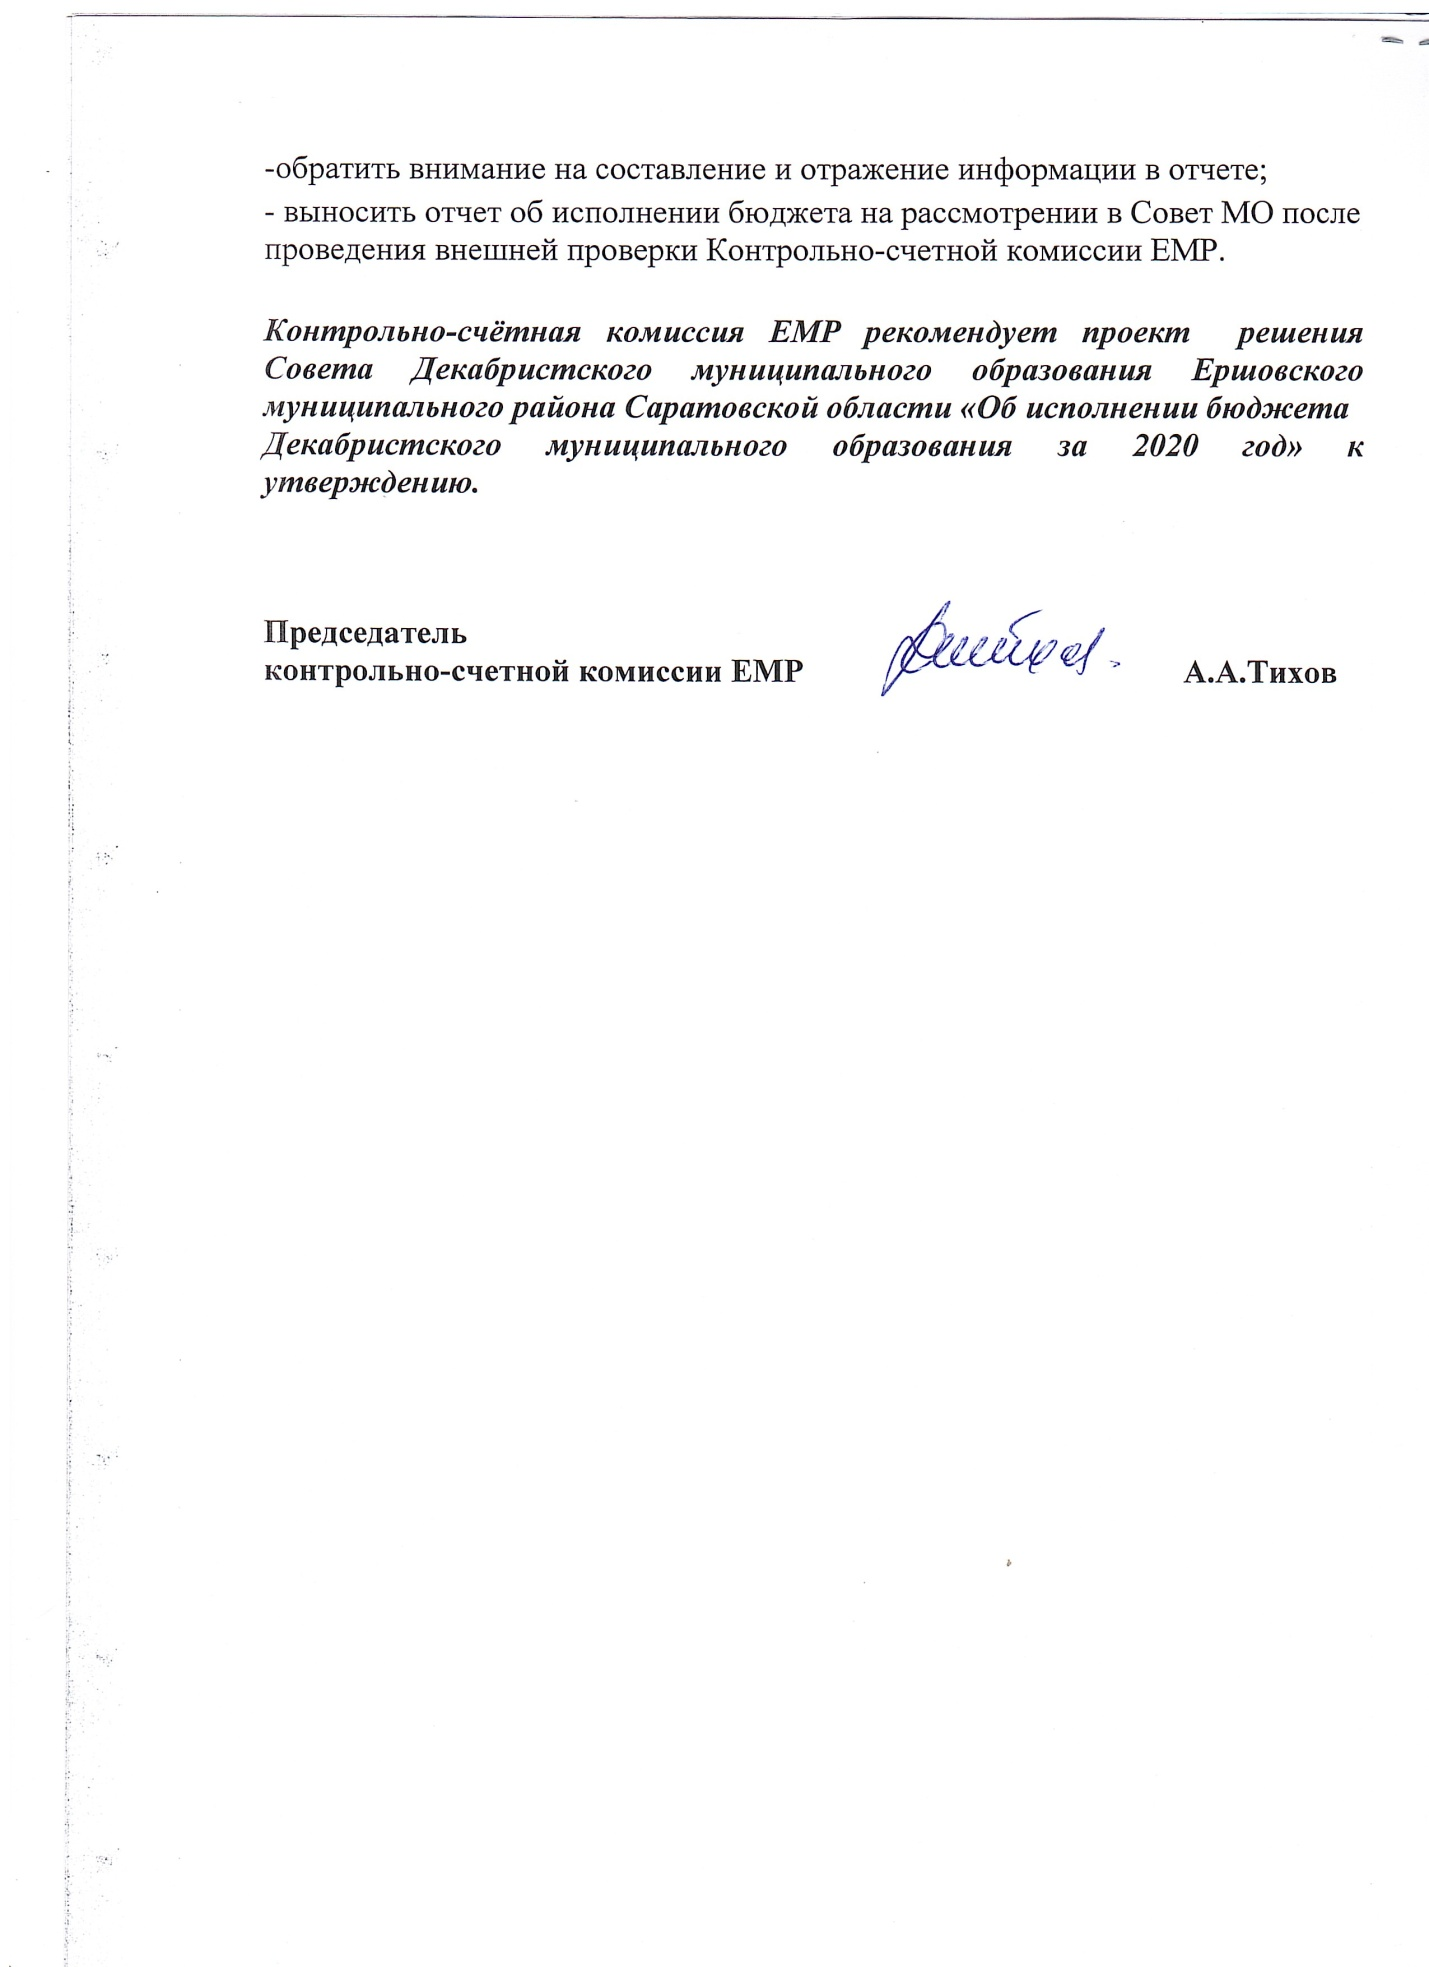 -обратить внимание на составление и отражение информации в отчете;
- выносить отчет об исполнении бюджета на рассмотрении в Совет МО после
проведения внешней проверки Контрольно-счетной комиссии ЕМР.
Контрольно-счётная комиссия ЕМР рекомендует проект решения
Совета Декабристского муниципального образования Ершовского
муниципального района Саратовской области «Об исполнении бюджета
Декабристского муниципального образования за 2020 год» к
утверждению.
Председатель
контрольно-счетной комиссии ЕМР А.А.Тихов